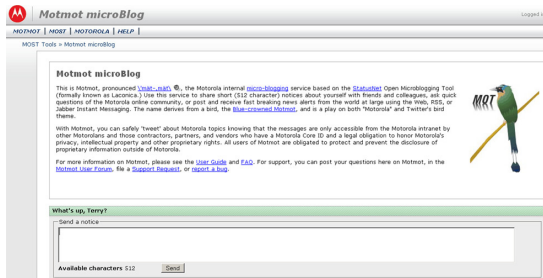 Motmot microBlog
Logged
MOTMOT | MOST | MOTOROLA | HELP |
MOST Tools » Motmot microBlog
Motmot microBlog
This is Motmot, pronounced \'mät-ˌmät\ , the Motorola internal micro-blogging service based on the StatusNet Open Microblogging Tool
(formally known as Laconica.) Use this service to share short (512 character) notices about yourself with friends and colleagues, ask quick
questions of the Motorola online community, or post and receive fast breaking news alerts from the world at large using the Web, RSS, or
Jabber Instant Messaging. The name derives from a bird, the Blue-crowned Motmot, and is a play on both "Motorola" and Twitter's bird
theme.
With Motmot, you can safely 'tweet' about Motorola topics knowing that the messages are only accessible from the Motorola intranet by
other Motorolans and those contractors, partners, and vendors who have a Motorola Core ID and a legal obligation to honor Motorola's
privacy, intellectual property and other proprietary rights. All users of Motmot are obligated to protect and prevent the disclosure of
proprietary information outside of Motorola.
For more information on Motmot, please see the User Guide and FAQ. For support, you can post your questions here on Motmot, in the
Motmot User Forum, file a Support Request, or report a bug.
MOT
What's up, Terry?
Send a notice
Available characters 512
Send